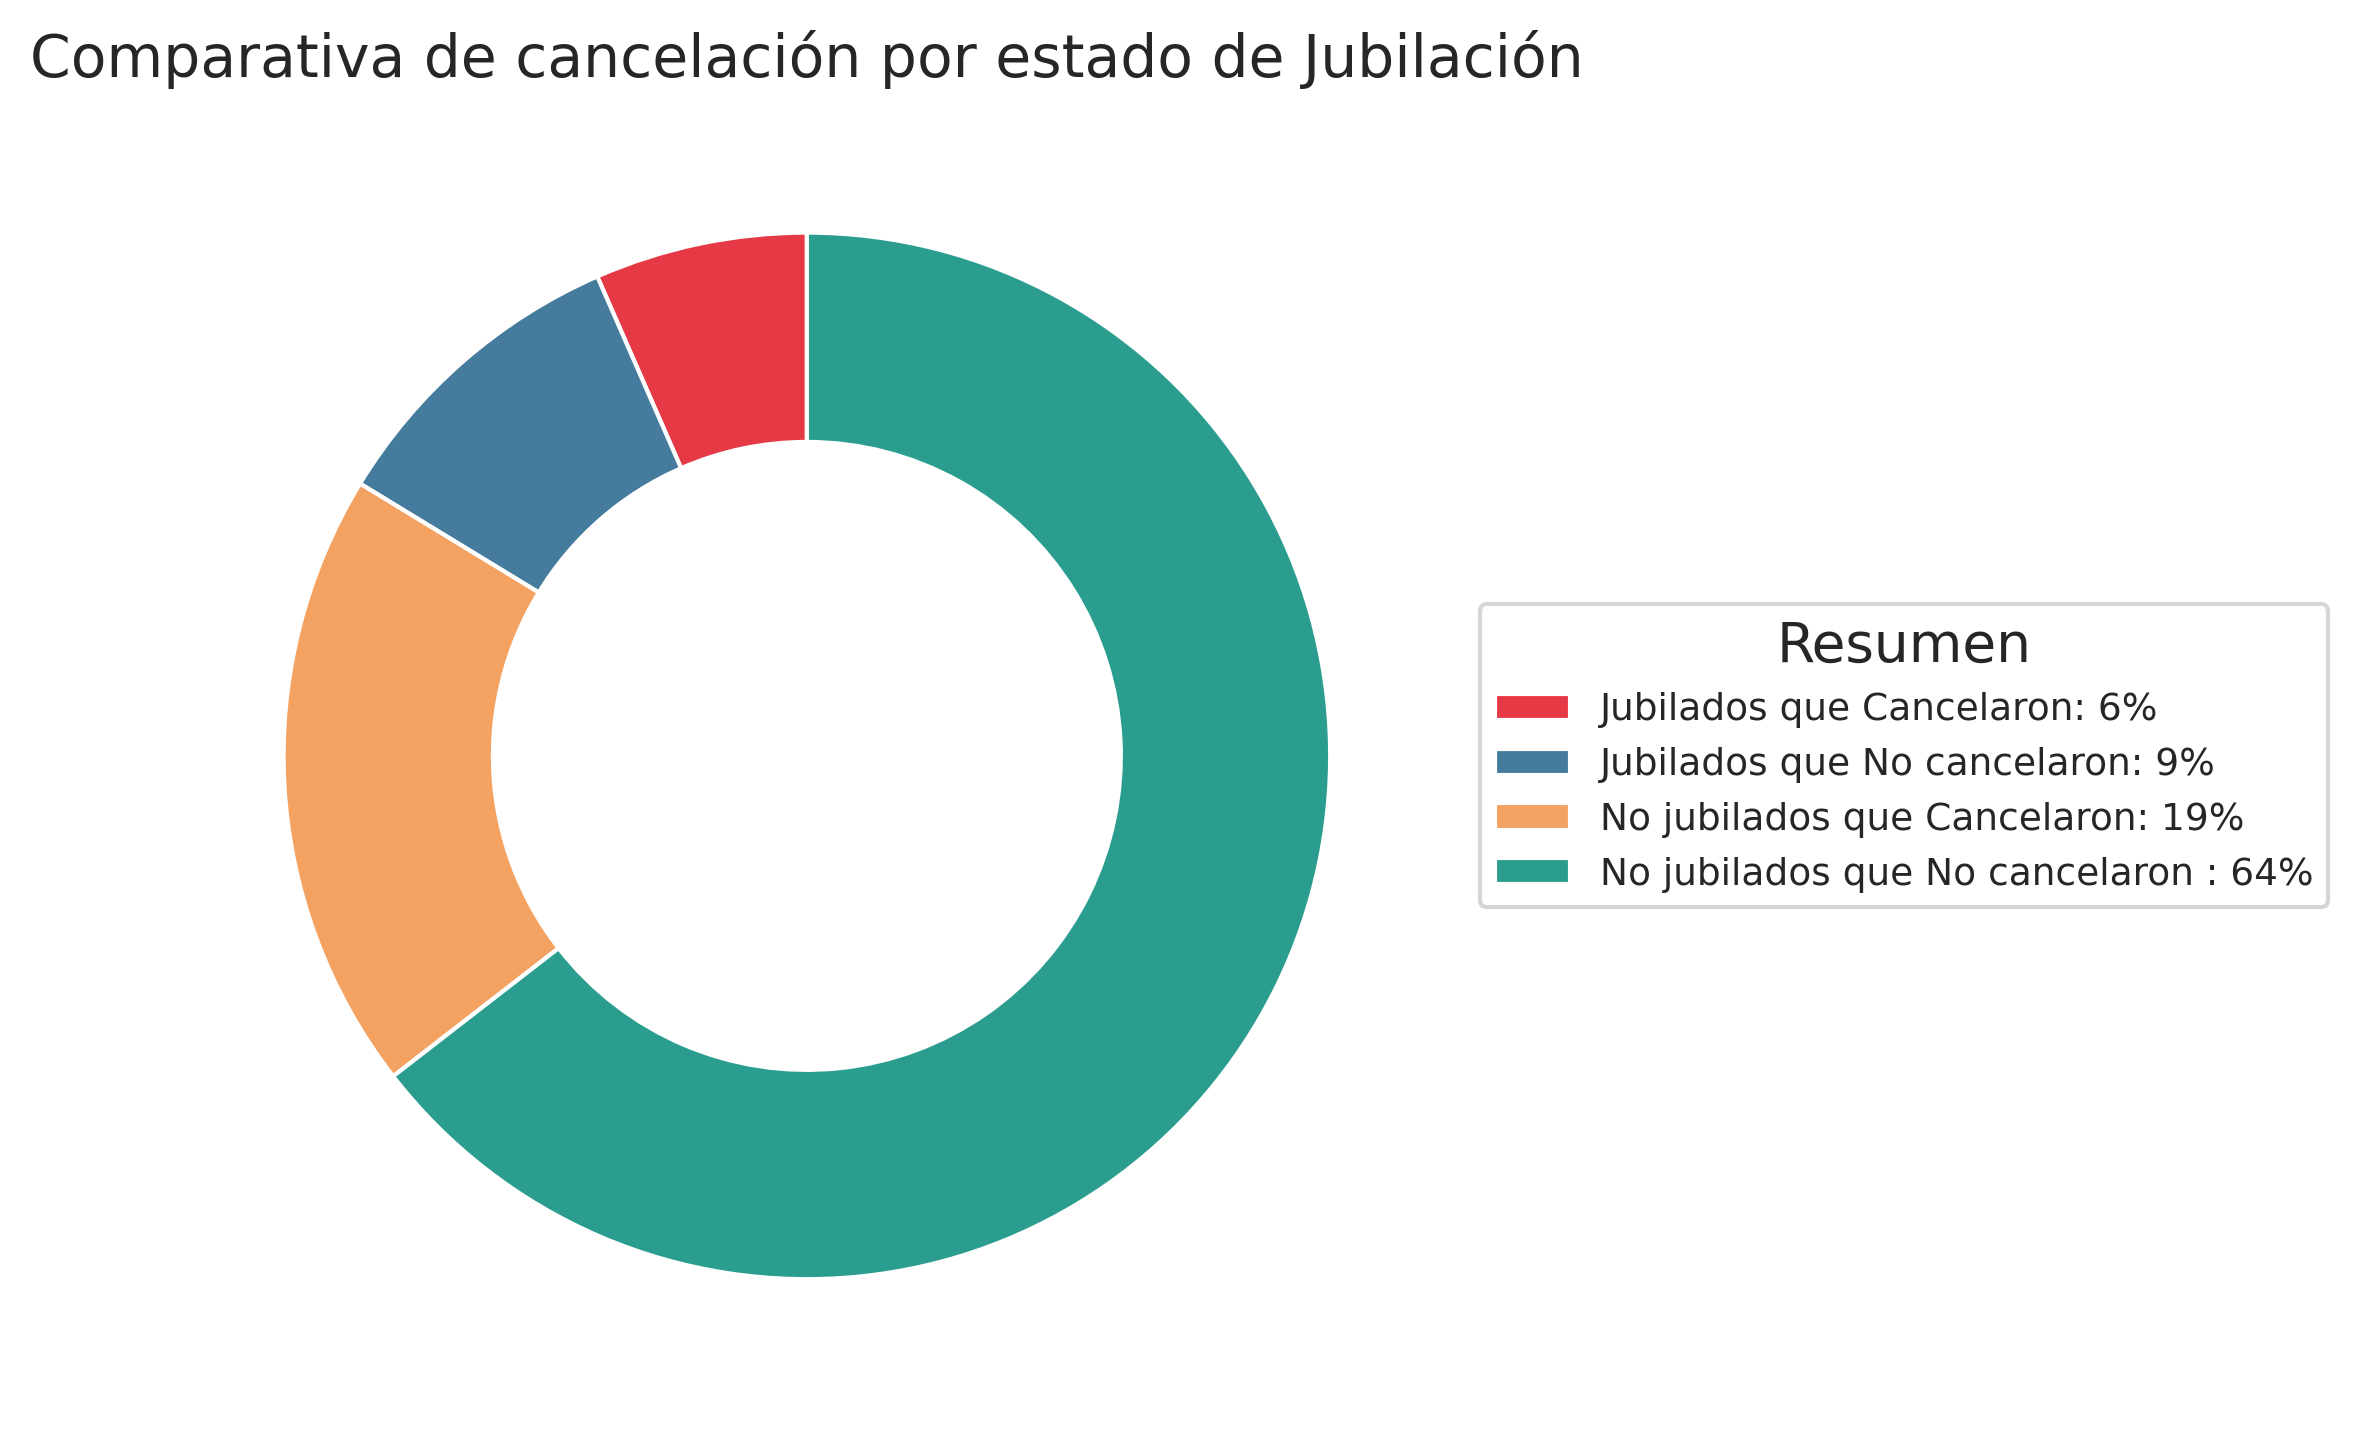 Comparativa de cancelación por estado de Jubilación
Resumen
Jubilados que Cancelaron: 6%
Jubilados que No cancelaron: 9%
No jubilados que Cancelaron: 19%
No jubilados que No cancelaron : 64%